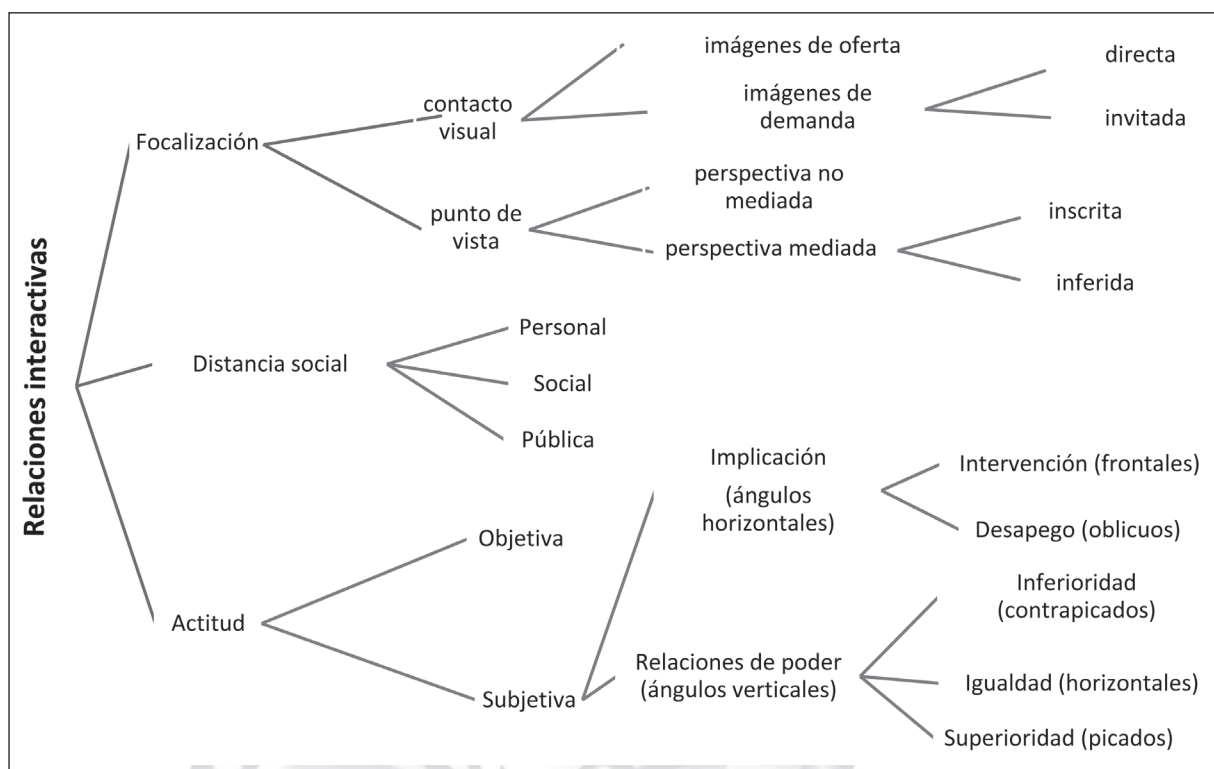 Relaciones interactivas
Focalización
contacto
visual
imágenes de oferta
imágenes de
demanda
directa
invitada
punto de
vista
perspectiva no
mediada
perspectiva mediada
inscrita
inferida
Distancia social
Personal
Social
Pública
Actitud
Objetiva
Subjetiva
Implicación
(ángulos
horizontales)
Intervención (frontales)
Desapego (oblicuos)
Relaciones de poder
(ángulos verticales)
Inferioridad
(contrapicados)
Igualdad (horizontales)
Superioridad (picados)